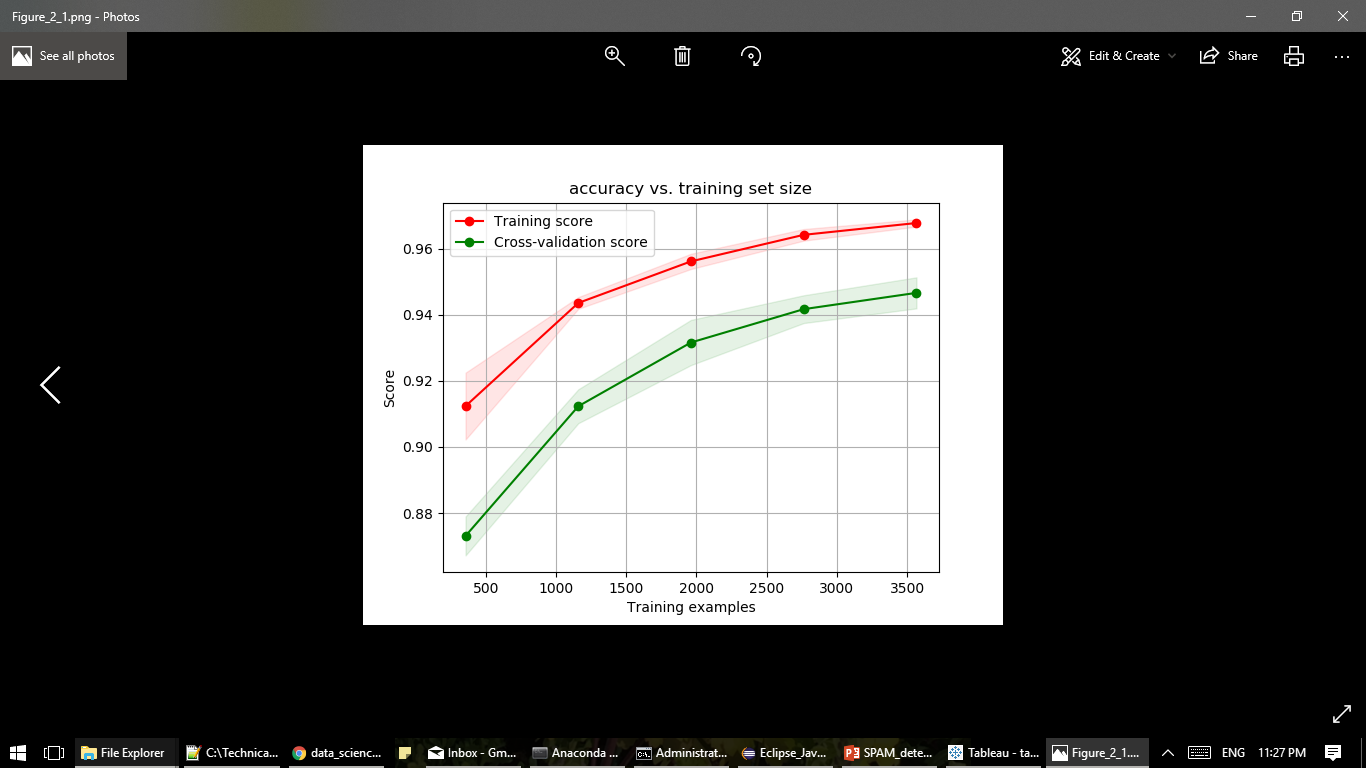 Figure_2_1.png - Photos
See all photos
Edit & Create
Share
accuracy vs. training set size
Training score
Cross-validation score
0.96
0.94
0.92
0.90
0.88
Score
500 1000 1500 2000 2500 3000 3500
Training examples
File Explorer C:\Technica... data_scienc... Inbox - Gm... Anaconda ... Administrat... Eclipse_Jav... SPAM_dete... Tableau - ta... Figure_2_1.... ENG 11:27 PM